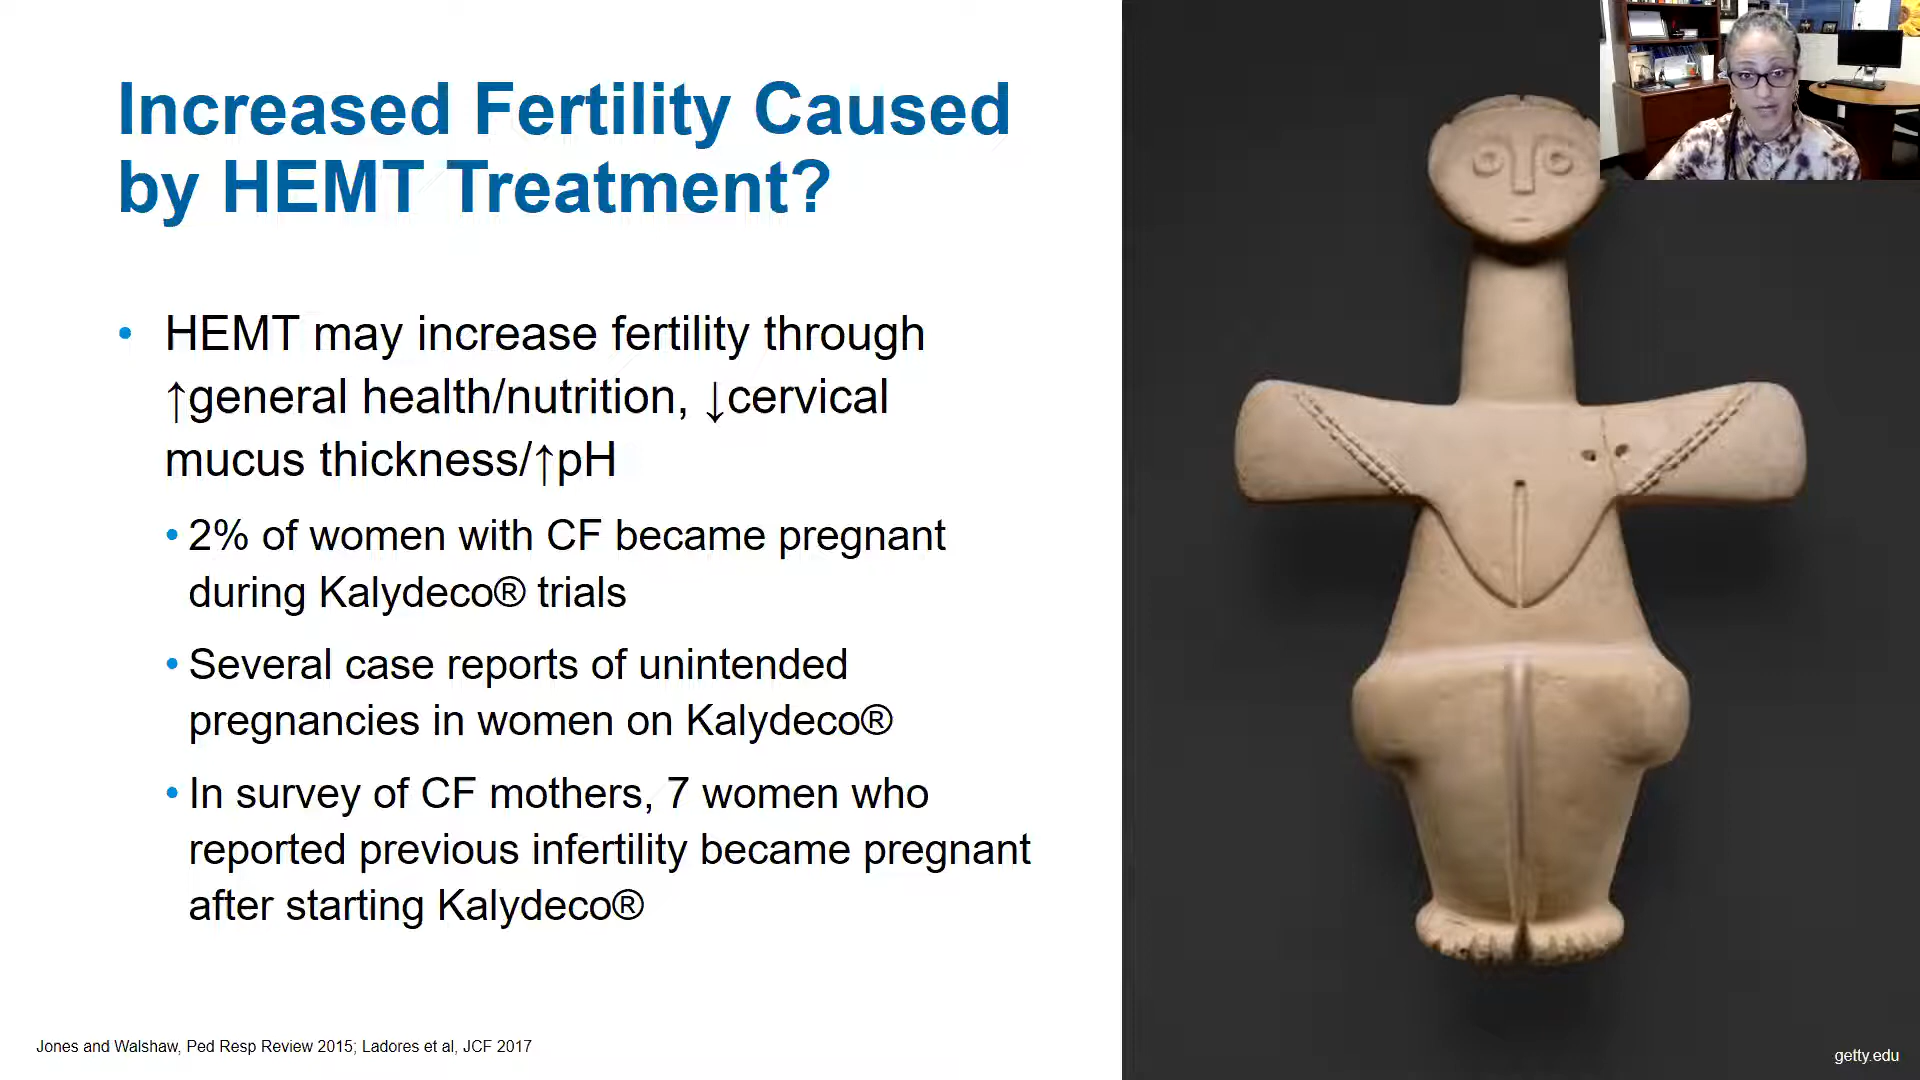 Increased Fertility Caused
by HEMT Treatment?
• HEMT may increase fertility through
↑general health/nutrition, ↓cervical
mucus thickness/↑pH
• 2% of women with CF became pregnant
during Kalydeco® trials
• Several case reports of unintended
pregnancies in women on Kalydeco®
• In survey of CF mothers, 7 women who
reported previous infertility became pregnant
after starting Kalydeco®
Jones and Walshaw, Ped Resp Review 2015; Ladores et al, JCF 2017
getty.edu